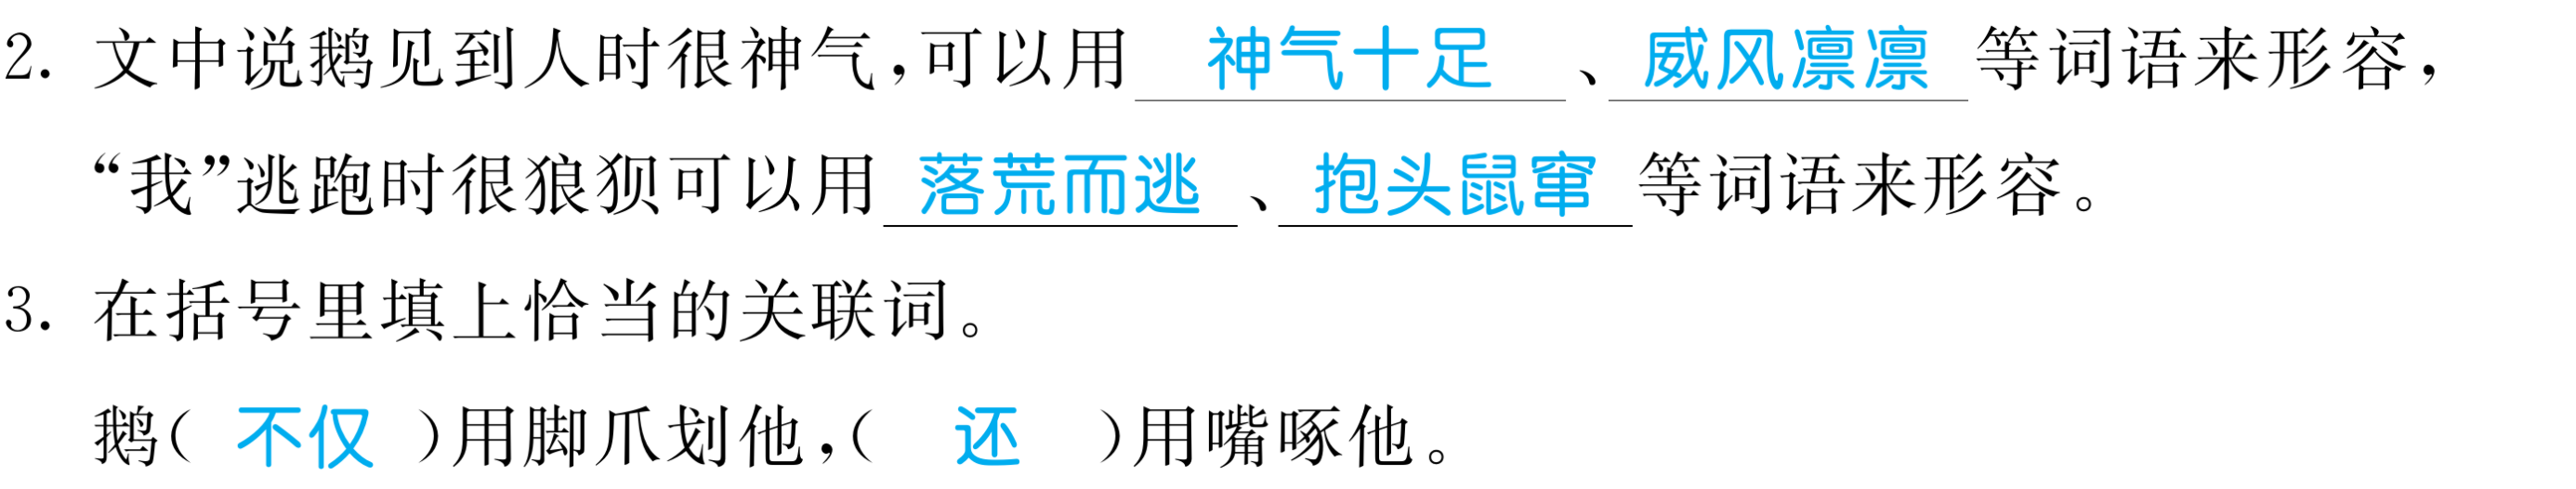 2. 文中说鹅见到人时很神气,可以用 神气十足 、威风凛凛 等词语来形容,
“我”逃跑时很狼狈可以用 落荒而逃 、抱头鼠窜 等词语来形容。
3. 在括号里填上恰当的关联词。
鹅( 不仅 )用脚爪划他,( 还 )用嘴啄他。